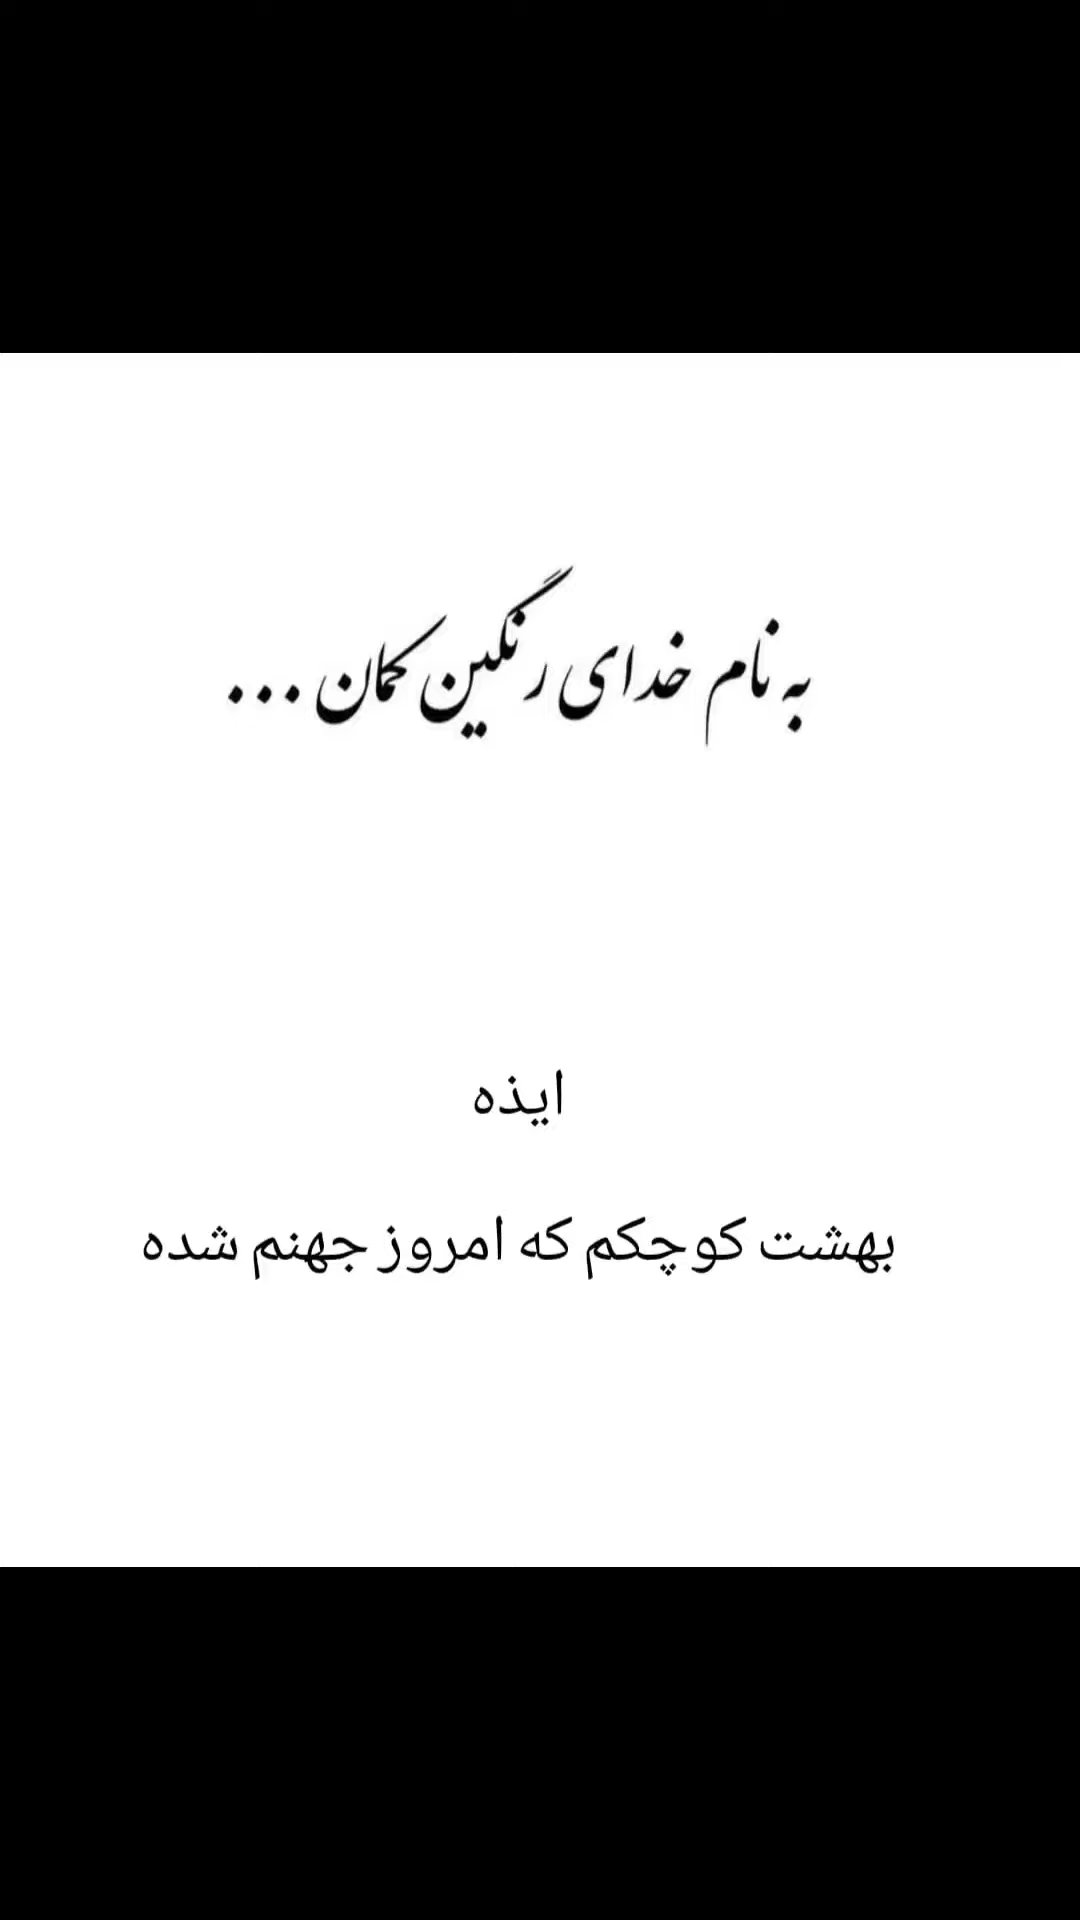 به نام خدای رنگین کمان ...
ایذه
بهشت کوچکم که امروز جهنم شده